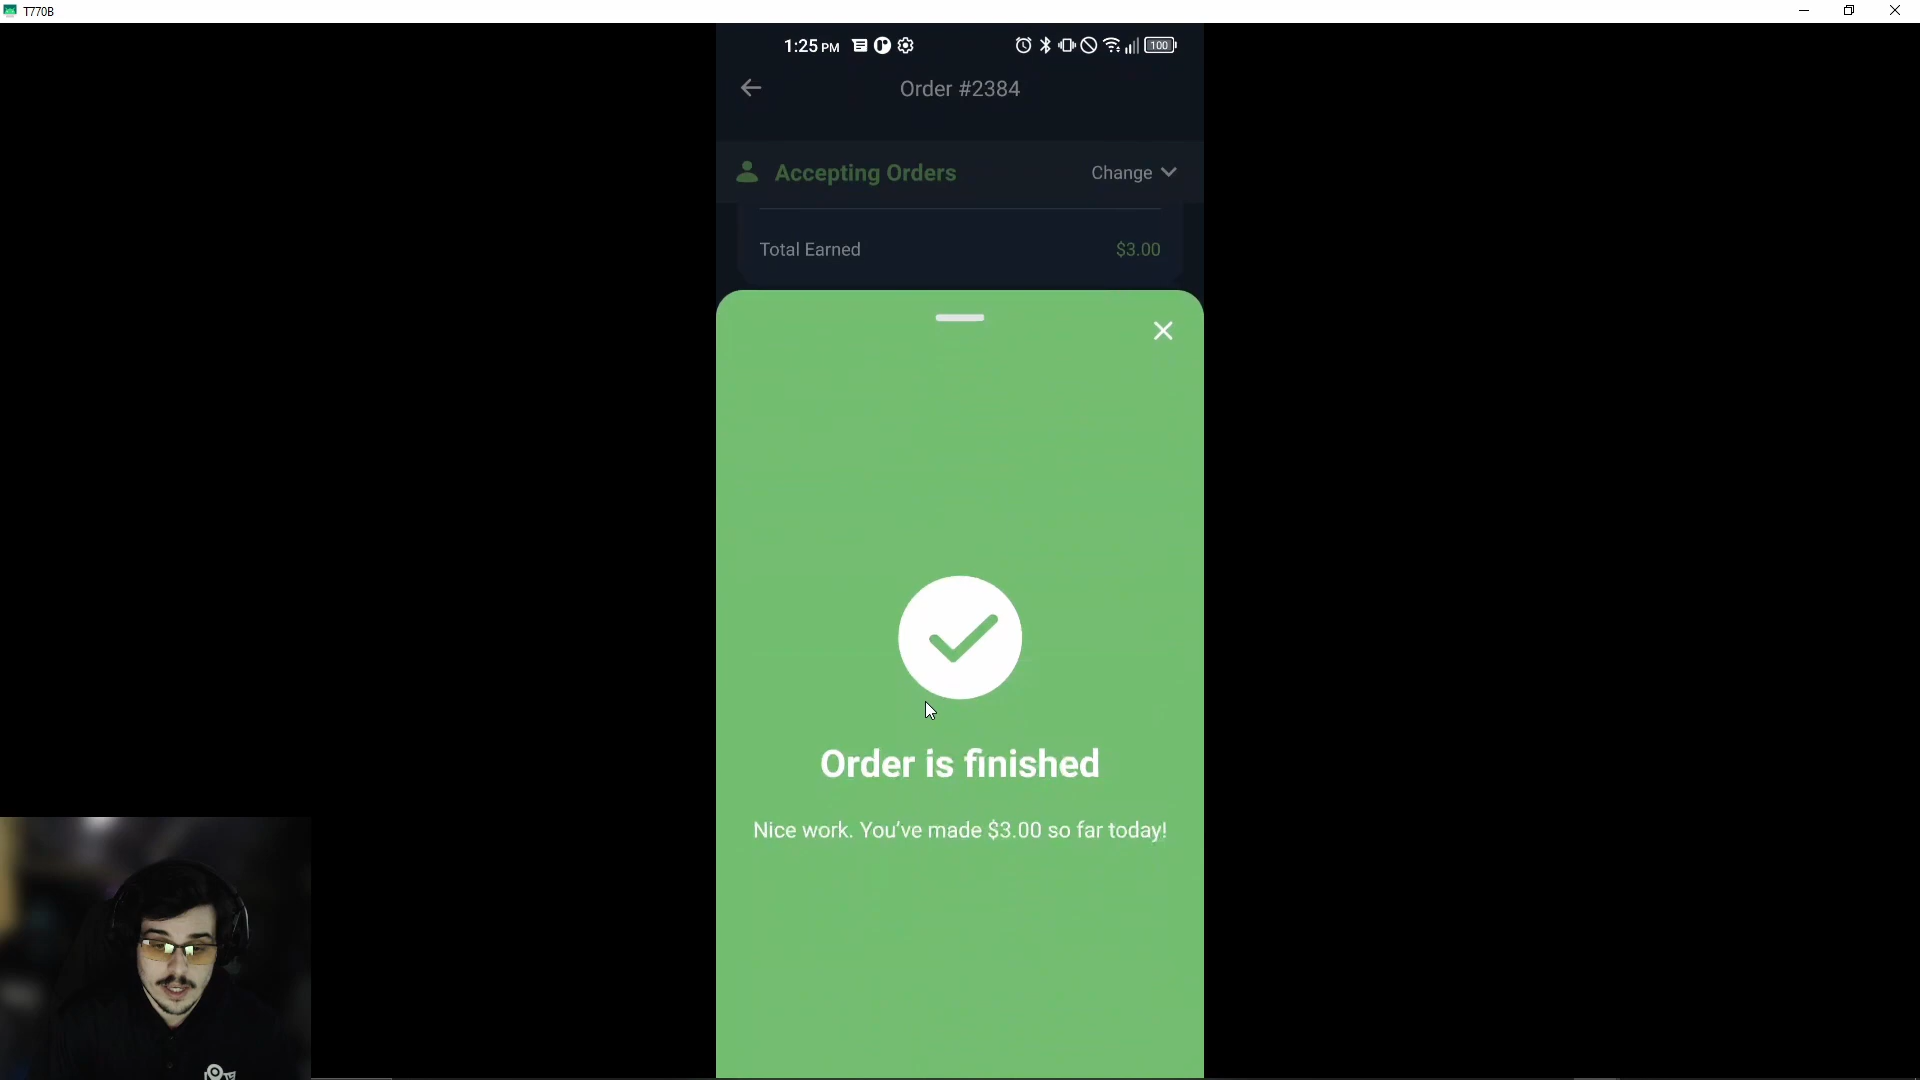 T770B
1:25 PM
100
Order #2384
Accepting Orders
Change
Total Earned
$3.00
Order is finished
Nice work. You've made $3.00 so far today!